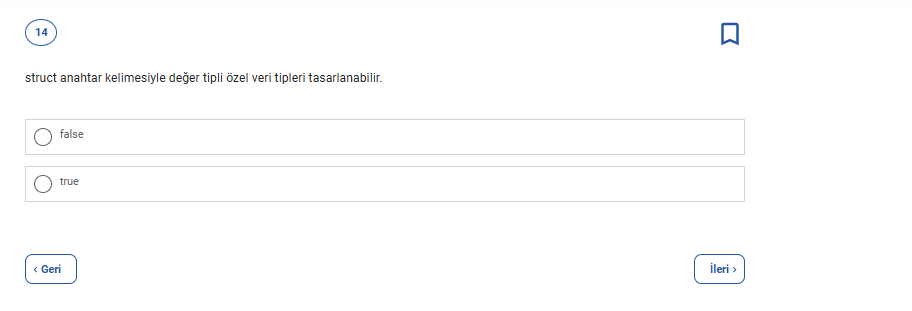 14
struct anahtar kelimesiyle değer tipli özel veri tipleri tasarlanabilir.
false
true
‹ Geri
İleri ›